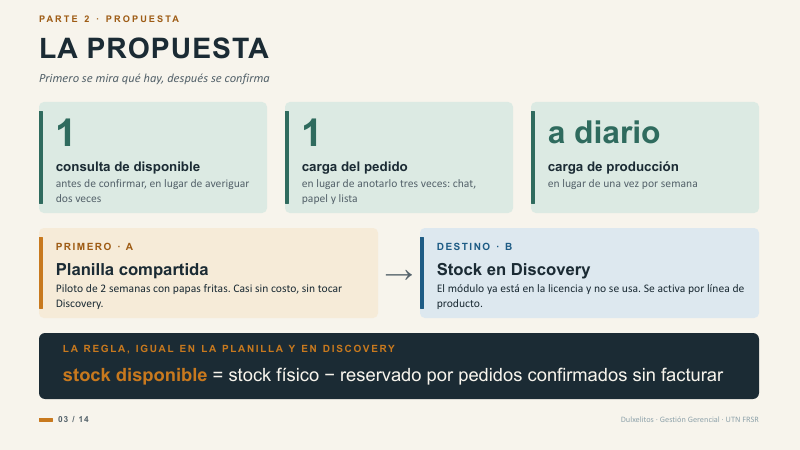 PARTE 2 · PROPUESTA
LA PROPUESTA
Primero se mira qué hay, después se confirma
1
consulta de disponible
antes de confirmar, en lugar de averiguar
dos veces
1
carga del pedido
en lugar de anotarlo tres veces: chat,
papel y lista
a diario
carga de producción
en lugar de una vez por semana
PRIMERO · A
Planilla compartida
Piloto de 2 semanas con papas fritas. Casi sin costo, sin tocar
Discovery.
→
DESTINO · B
Stock en Discovery
El módulo ya está en la licencia y no se usa. Se activa por línea de
producto.
LA REGLA, IGUAL EN LA PLANILLA Y EN DISCOVERY
stock disponible = stock físico − reservado por pedidos confirmados sin facturar
03 / 14
Dulxelitos · Gestión Gerencial · UTN FRSR